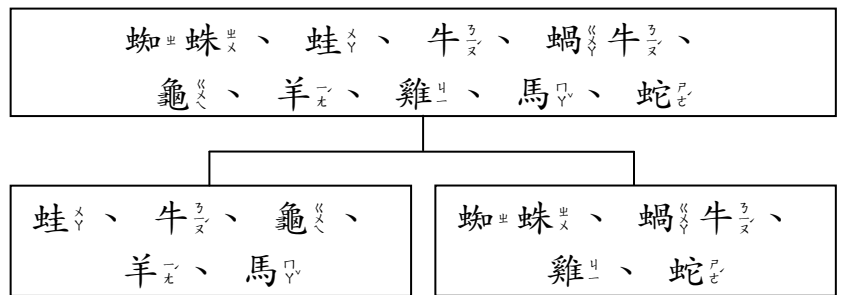 蜘ㄓ蛛ㄓㄨ、 蛙ㄨㄚ、 牛ㄋㄧㄡˊ、 蝸ㄍㄨㄚ牛ㄋㄧㄡˊ、
龜ㄍㄨㄟ、 羊ㄧㄤˊ、 雞ㄐㄧ、 馬ㄇㄚˇ、 蛇ㄕㄜˊ
蛙ㄨㄚ、 牛ㄋㄧㄡˊ、 龜ㄍㄨㄟ、
羊ㄧㄤˊ、 馬ㄇㄚˇ
蜘ㄓ蛛ㄓㄨ、 蝸ㄍㄨㄚ牛ㄋㄧㄡˊ、
雞ㄐㄧ、 蛇ㄕㄜˊ